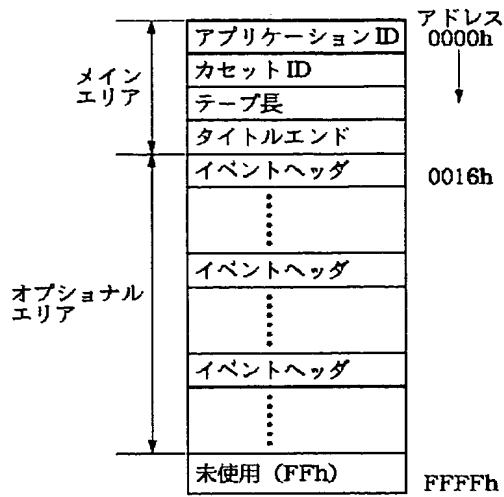 アドレス
アプリケーションID
0000h
カセットID
メイン
エリア
テープ長
タイトルエンド
イベントヘッダ
0016h
イベントヘッダ
オプショナル
エリア
イベントヘッダ
未使用 (FFh)
FFFFh